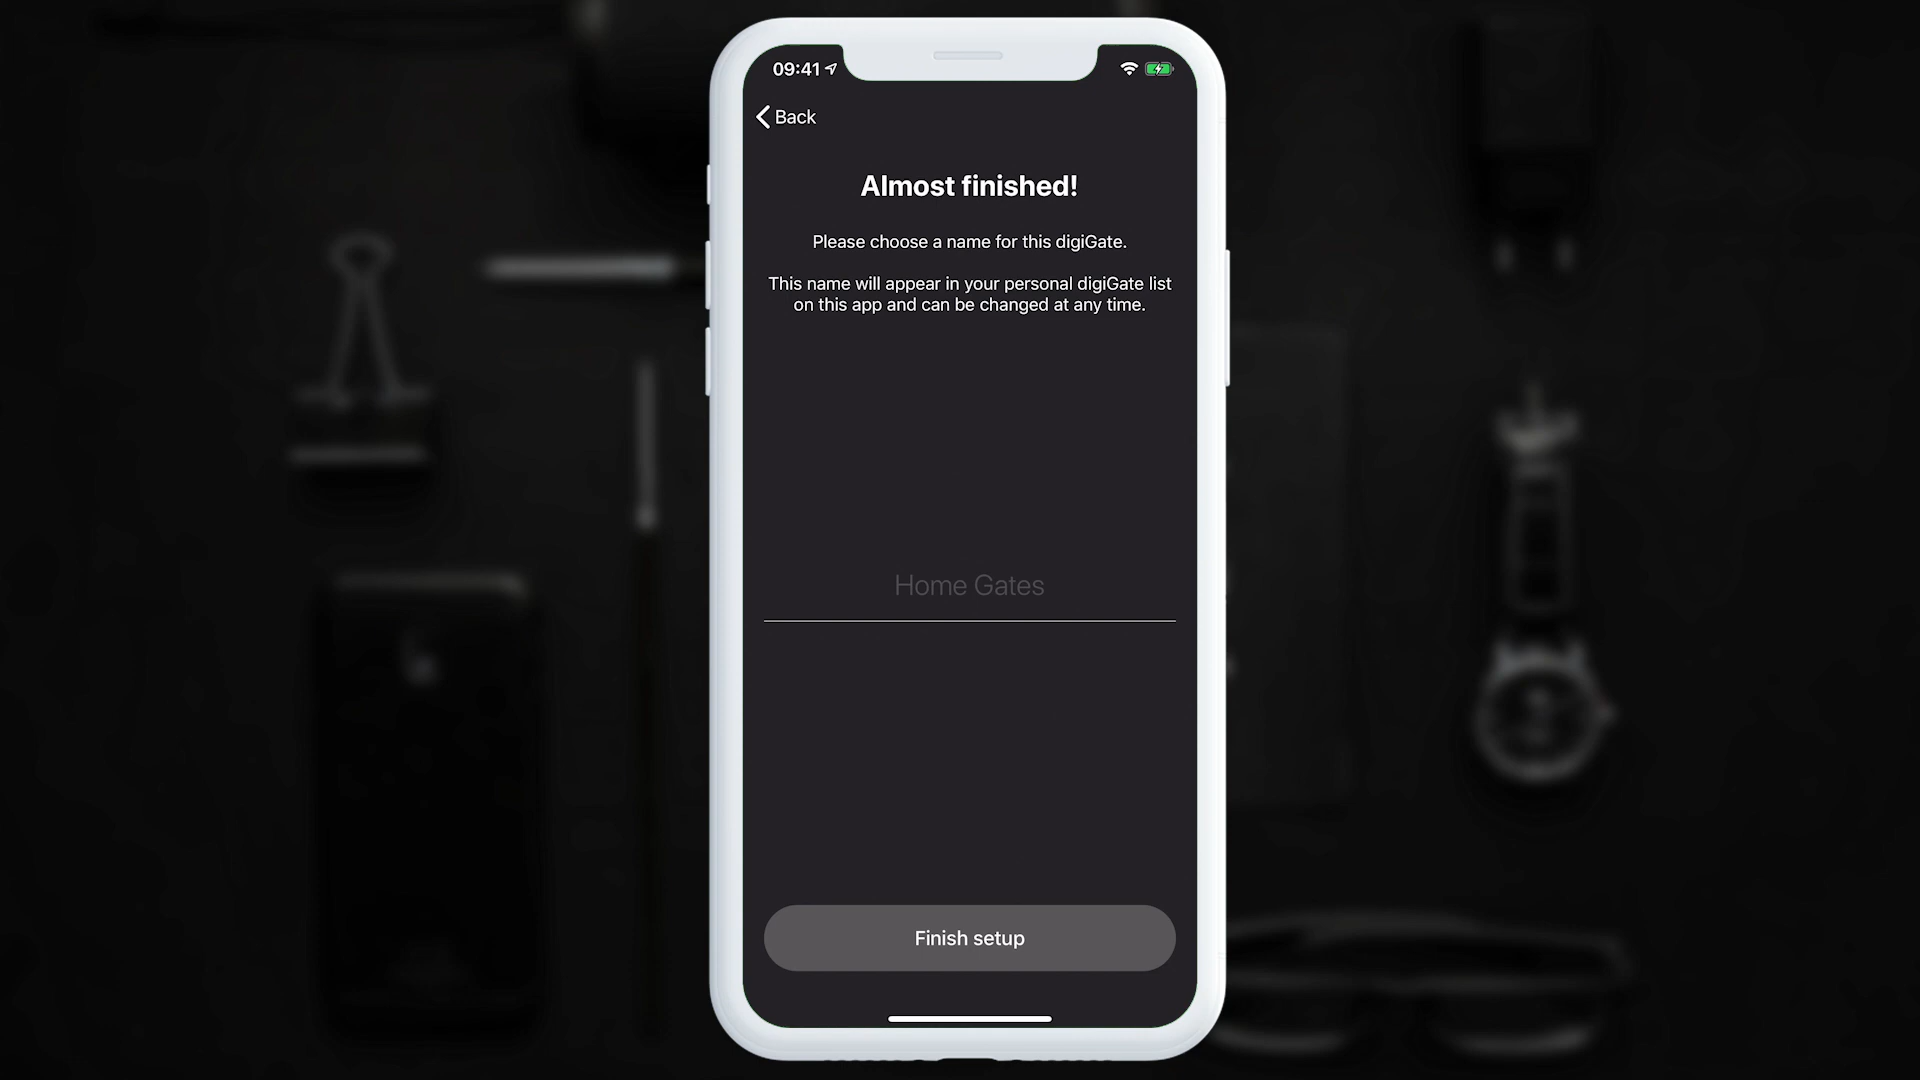 09:41
Back
Almost finished!
Please choose a name for this digiGate.
This name will appear in your personal digiGate list
on this app and can be changed at any time.
Home Gates
Finish setup